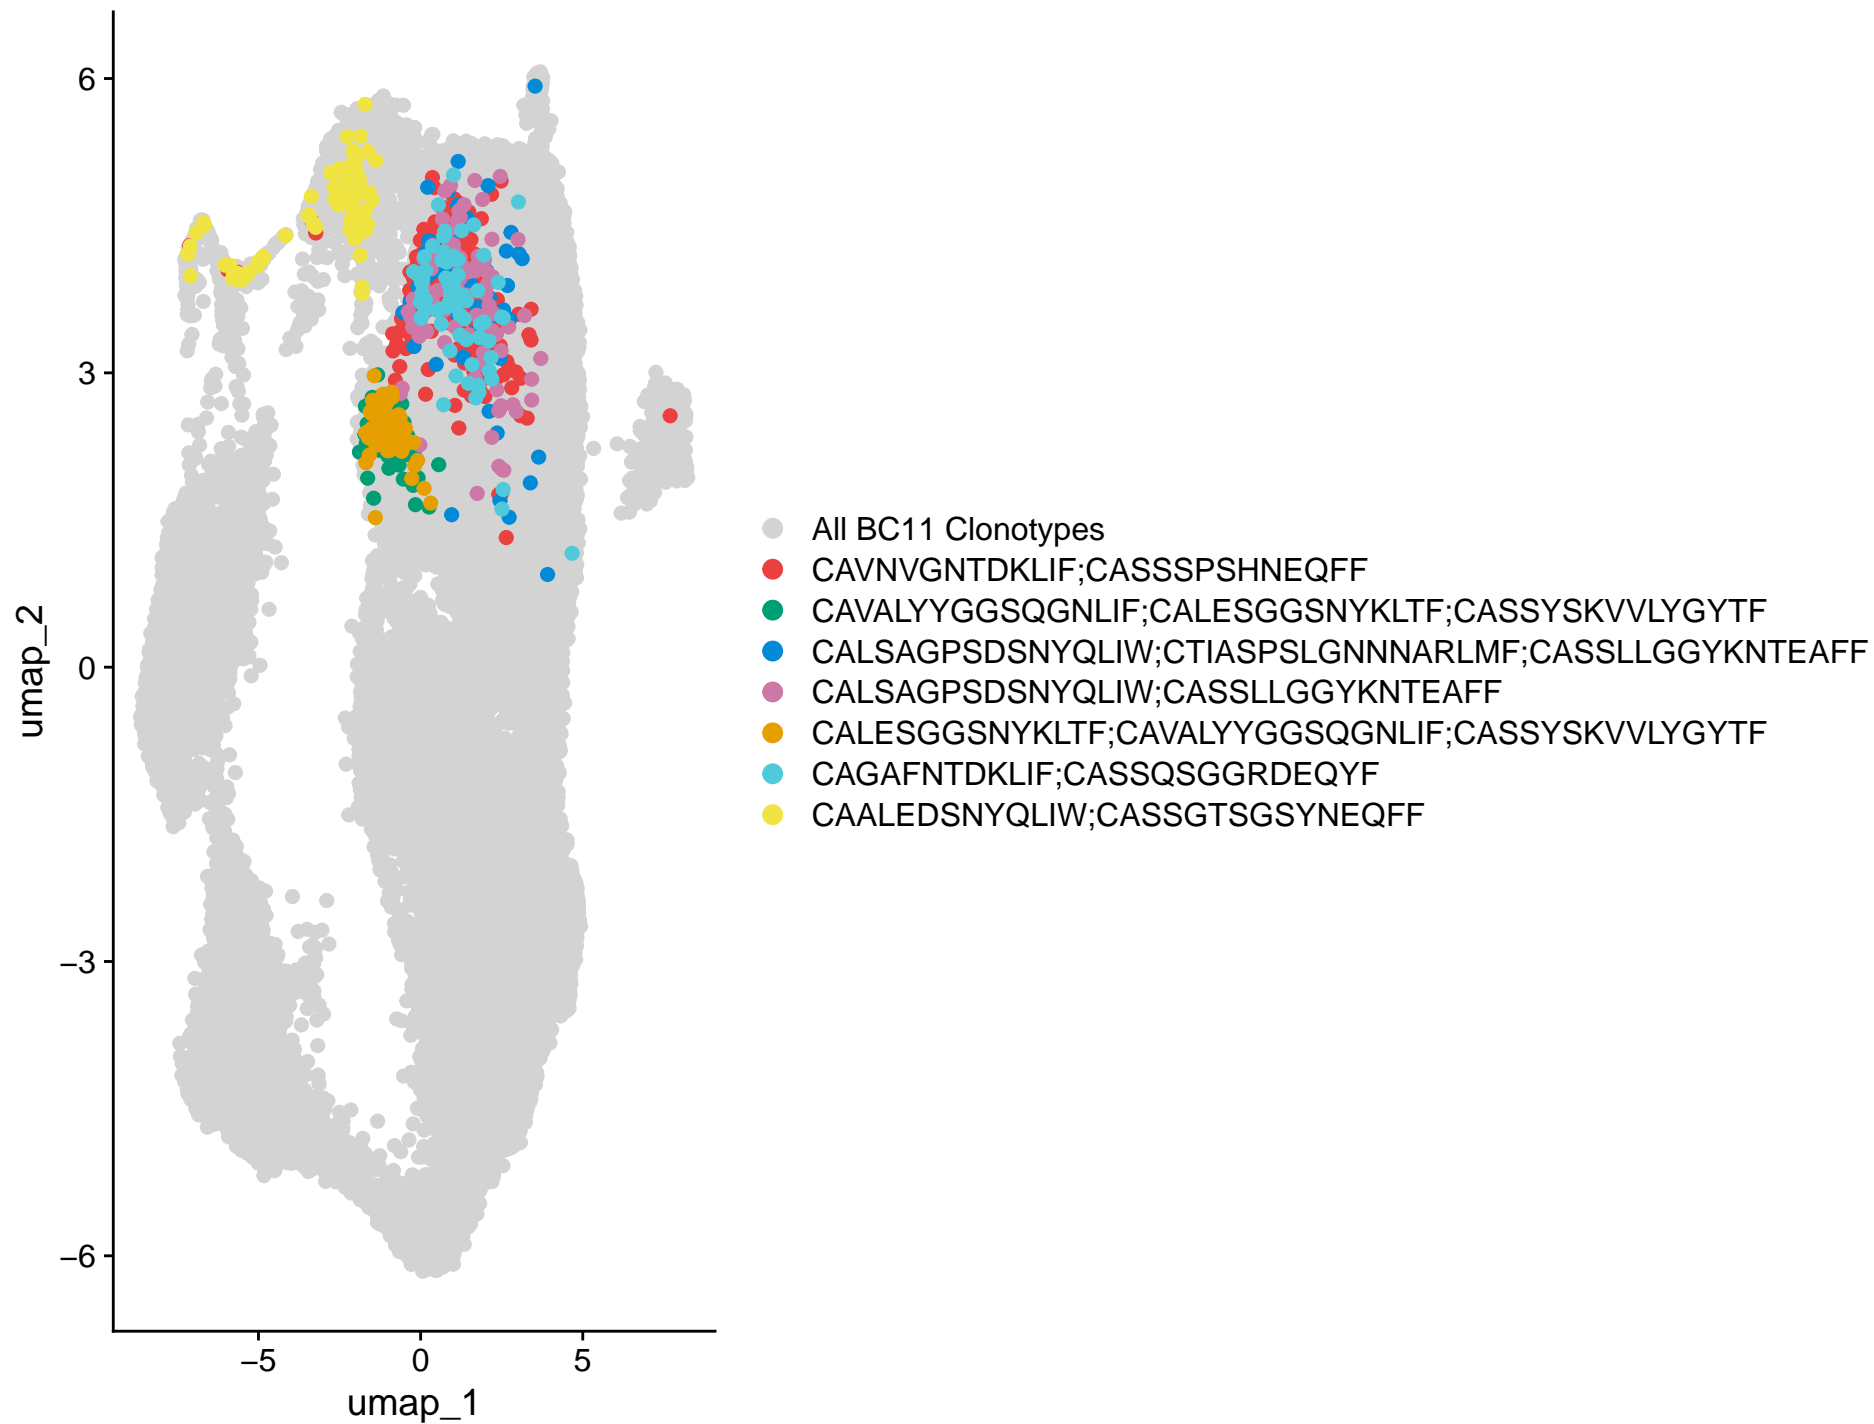 6
3
0
−3
−6
umap_2
−5
0
5
umap_1
All BC11 Clonotypes
CAVNVGNTDKLIF;CASSSPSHNEQFF
CAVALYYGGSQGNLIF;CALESGGSNYKLTF;CASSYSKVVLYGYTF
CALSAGPSDSNYQLIW;CTIASPSLGNNNARLMF;CASSLLGGYKNTEAFF
CALSAGPSDSNYQLIW;CASSLLGGYKNTEAFF
CALESGGSNYKLTF;CAVALYYGGSQGNLIF;CASSYSKVVLYGYTF
CAGAFNTDKLIF;CASSQSGGRDEQYF
CAALEDSNYQLIW;CASSGTSGSYNEQFF